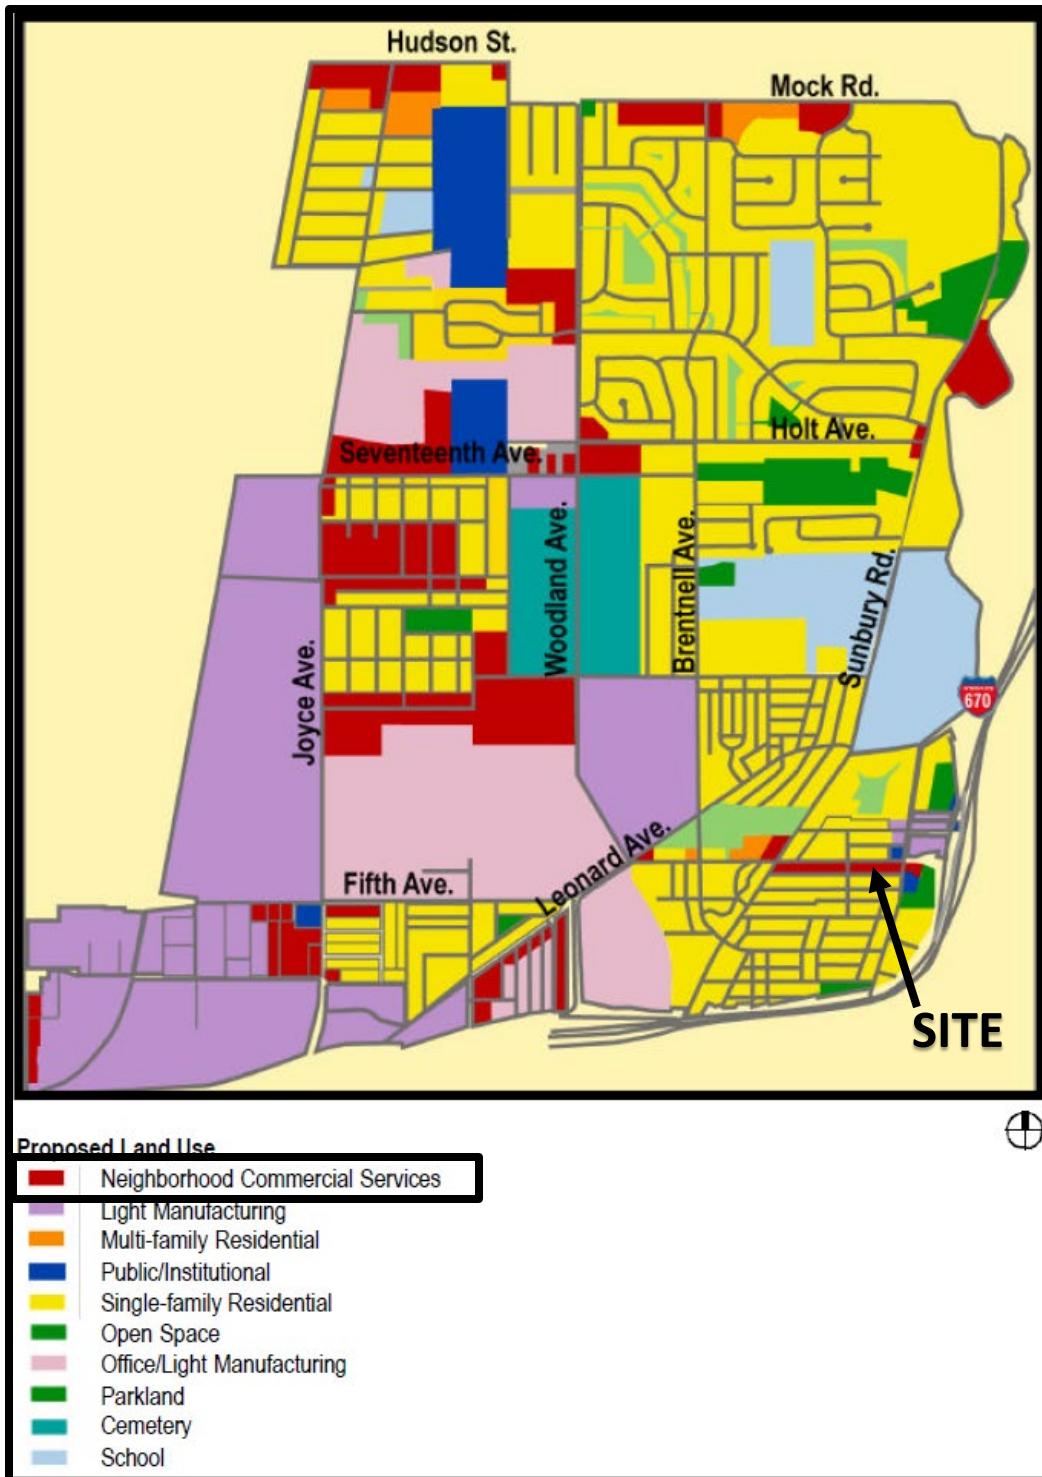 Hudson St.
Mock Rd.
Holt Ave.
Seventeenth Ave.
Woodland Ave.
Brentnell Ave.
Sunbury Rd.
Joyce Ave.
670
Leonard Ave.
Fifth Ave.
SITE
Proposed Land Use
Neighborhood Commercial Services
Light Manufacturing
Multi-family Residential
Public/Institutional
Single-family Residential
Open Space
Office/Light Manufacturing
Parkland
Cemetery
School